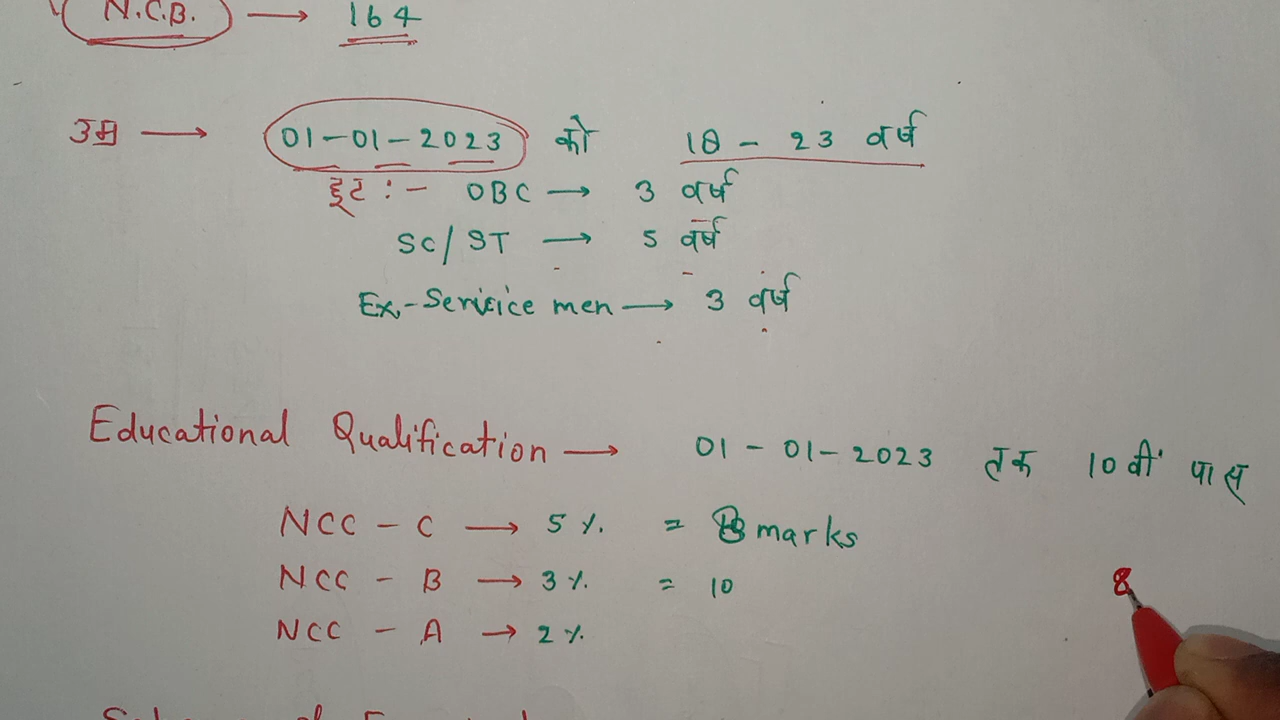 N.C.B. → 164
उम्र → 01-01-2023 को 18 - 23 वर्ष
छूट :- OBC → 3 वर्ष
SC/ST → 5 वर्ष
Ex-Service men → 3 वर्ष
Educational Qualification → 01-01-2023 तक 10वीं पास
NCC - C → 5% = marks
NCC - B → 3% = 10
8
NCC - A → 2%